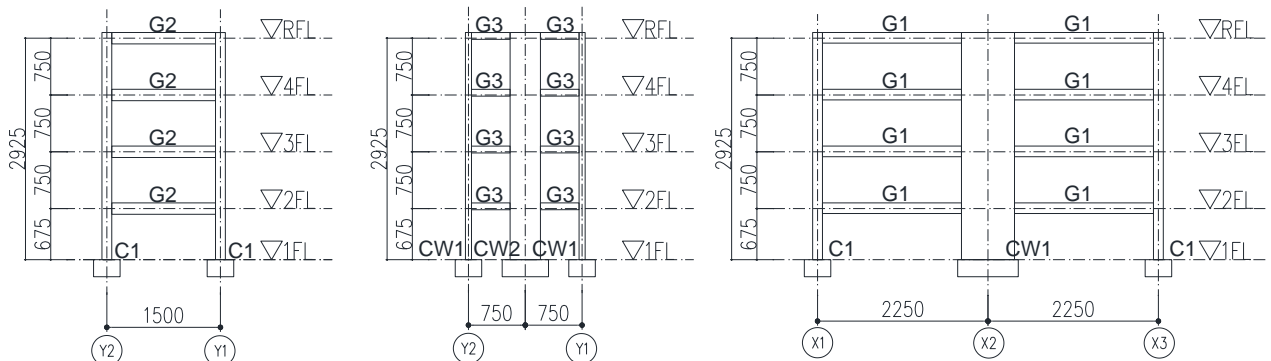 G2 ▽RFL
750
G2 ▽4FL
750
G2 ▽3FL
2925
750
G2 ▽2FL
675
C1 C1 ▽1FL
1500
Y2 Y1
G3 G3 ▽RFL
750
G3 G3 ▽4FL
750
G3 G3 ▽3FL
2925
750
G3 G3 ▽2FL
675
CW1 CW2 CW1 ▽1FL
750 750
Y2 Y1
G1 G1 ▽RFL
750
G1 G1 ▽4FL
750
G1 G1 ▽3FL
2925
750
G1 G1 ▽2FL
675
C1 CW1 C1 ▽1FL
2250 2250
X1 X2 X3